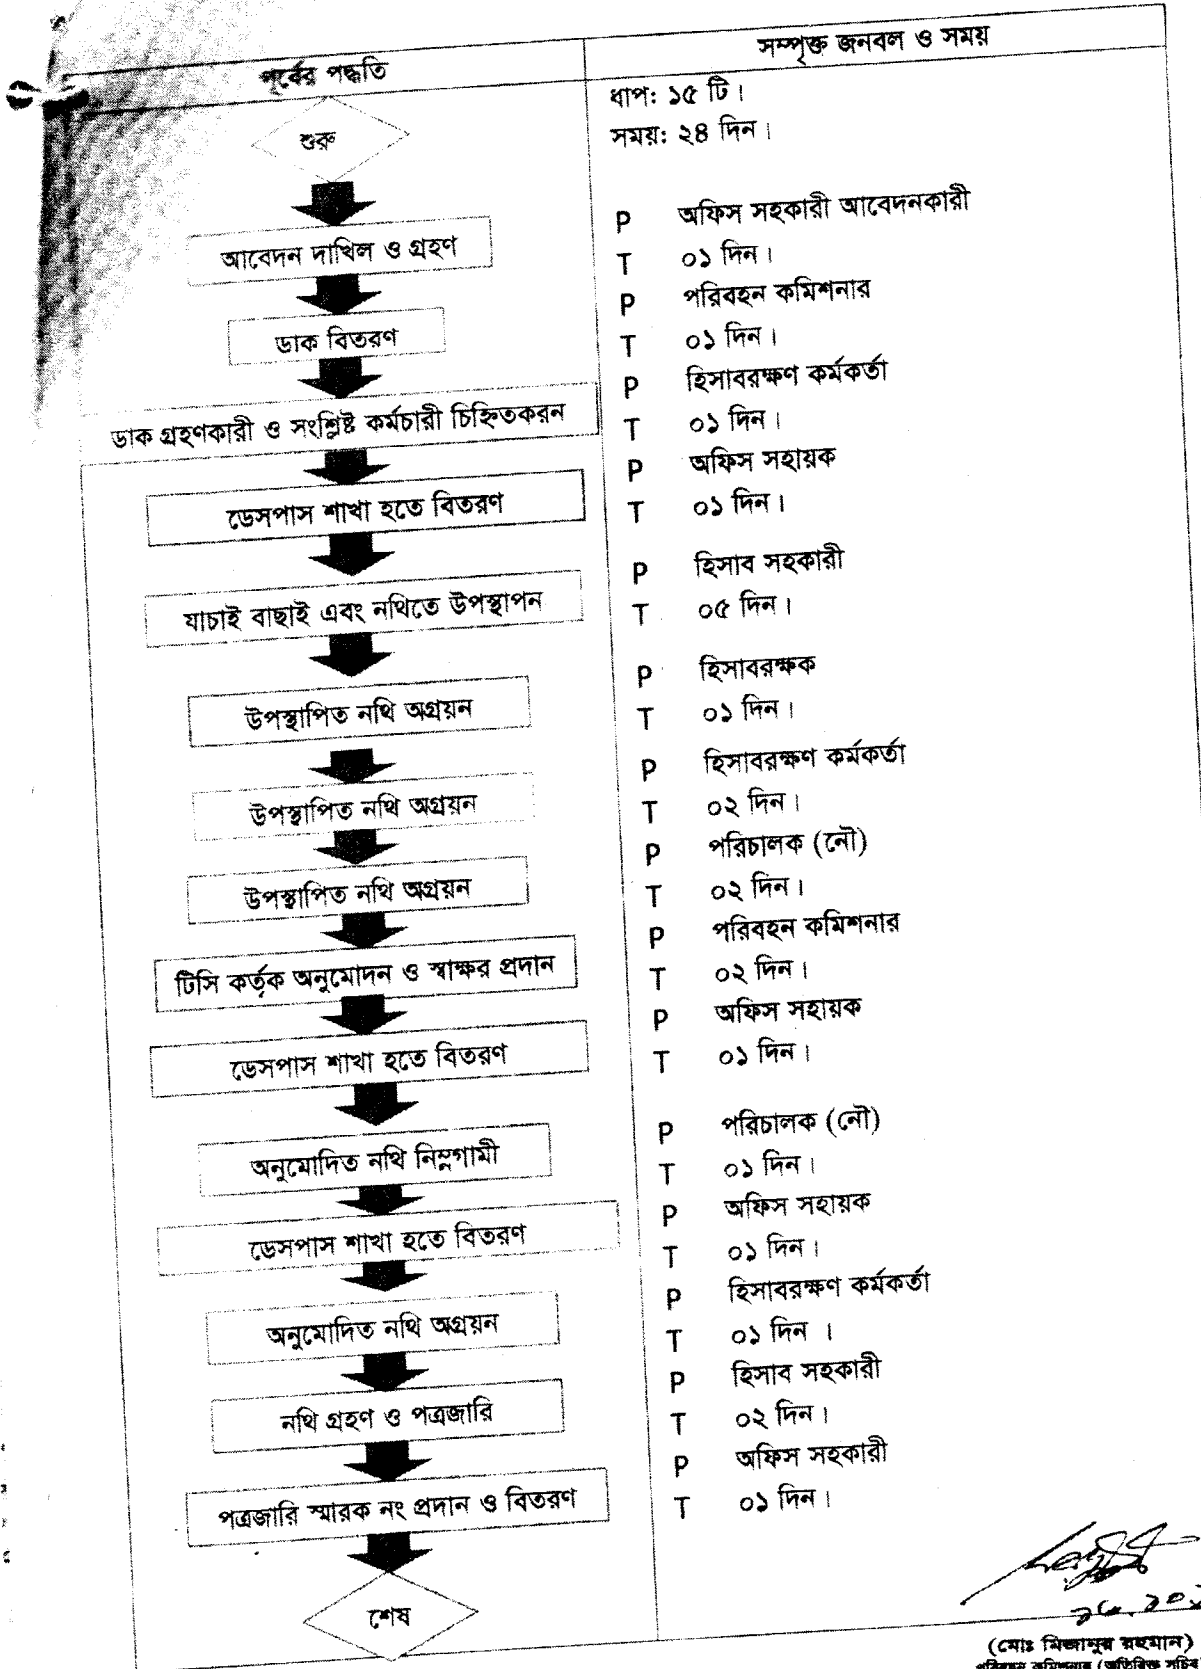 পূর্বের পদ্ধতি
সম্পৃক্ত জনবল ও সময়
ধাপ: ১৫ টি।
সময়: ২৪ দিন।
শুরু
P অফিস সহকারী আবেদনকারী
আবেদন দাখিল ও গ্রহণ
T ০১ দিন।
P পরিবহন কমিশনার
ডাক বিতরণ
T ০১ দিন।
P হিসাবরক্ষণ কর্মকর্তা
ডাক গ্রহণকারী ও সংশ্লিষ্ট কর্মচারী চিহ্নিতকরন
T ০১ দিন।
P অফিস সহায়ক
ডেসপাস শাখা হতে বিতরণ
T ০১ দিন।
P হিসাব সহকারী
যাচাই বাছাই এবং নথিতে উপস্থাপন
T ০৫ দিন।
P হিসাবরক্ষক
উপস্থাপিত নথি অগ্রয়ন
T ০১ দিন।
P হিসাবরক্ষণ কর্মকর্তা
উপস্থাপিত নথি অগ্রয়ন
T ০২ দিন।
P পরিচালক (নৌ)
উপস্থাপিত নথি অগ্রয়ন
T ০২ দিন।
P পরিবহন কমিশনার
টিসি কর্তৃক অনুমোদন ও স্বাক্ষর প্রদান
T ০২ দিন।
P অফিস সহায়ক
ডেসপাস শাখা হতে বিতরণ
T ০১ দিন।
P পরিচালক (নৌ)
অনুমোদিত নথি নিম্নগামী
T ০১ দিন।
P অফিস সহায়ক
ডেসপাস শাখা হতে বিতরণ
T ০১ দিন।
P হিসাবরক্ষণ কর্মকর্তা
অনুমোদিত নথি অগ্রয়ন
T ০১ দিন ।
P হিসাব সহকারী
নথি গ্রহণ ও পত্রজারি
T ০২ দিন।
P অফিস সহকারী
পত্রজারি স্মারক নং প্রদান ও বিতরণ
T ০১ দিন।
শেষ
(মোঃ মিজানুর রহমান)
পরিবহন কমিশনার (অতিরিক্ত সচিব